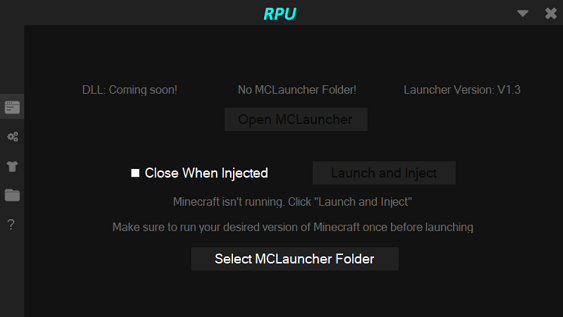 RPU
DLL: Coming soon! No MCLauncher Folder! Launcher Version: V1.3
Open MCLauncher
Close When Injected Launch and Inject
Minecraft isn't running. Click "Launch and Inject"
Make sure to run your desired version of Minecraft once before launching
Select MCLauncher Folder
?